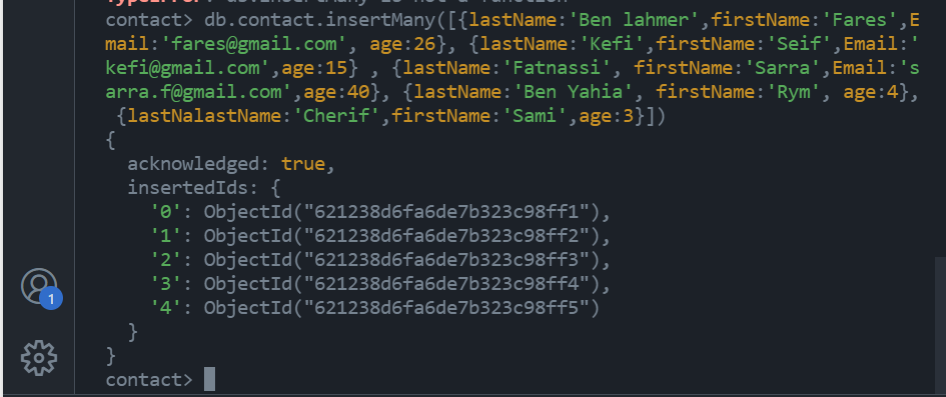 TypeError: db.insertMany is not a function
contact> db.contact.insertMany([{lastName:'Ben lahmer',firstName:'Fares',E
mail:'fares@gmail.com', age:26}, {lastName:'Kefi',firstName:'Seif',Email:'
kefi@gmail.com',age:15} , {lastName:'Fatnassi', firstName:'Sarra',Email:'s
arra.f@gmail.com',age:40}, {lastName:'Ben Yahia', firstName:'Rym', age:4},
{lastNalastName:'Cherif',firstName:'Sami',age:3}])
{
acknowledged: true,
insertedIds: {
'0': ObjectId("621238d6fa6de7b323c98ff1"),
'1': ObjectId("621238d6fa6de7b323c98ff2"),
'2': ObjectId("621238d6fa6de7b323c98ff3"),
'3': ObjectId("621238d6fa6de7b323c98ff4"),
'4': ObjectId("621238d6fa6de7b323c98ff5")
}
}
contact>
1